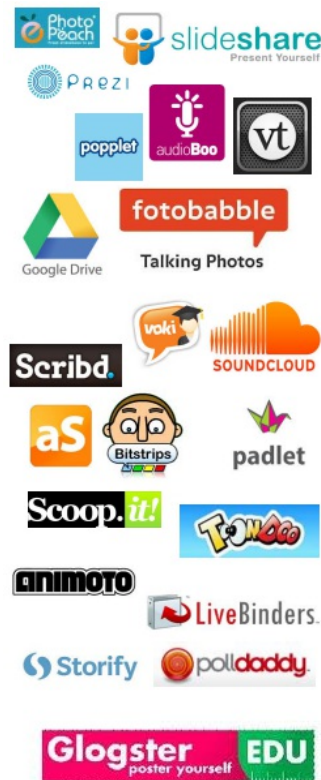 Photo
Peach
slideshare
Present Yourself
PREZI
popplet
audioBoo
vt
Google Drive
fotobabble
Talking Photos
voki
SOUNDCLOUD
Scribd.
aS
Bitstrips
padlet
Scoop.it!
TOONDOO
ANIMOTO
LiveBinders
Storify
polldaddy
Glogster EDU
poster yourself